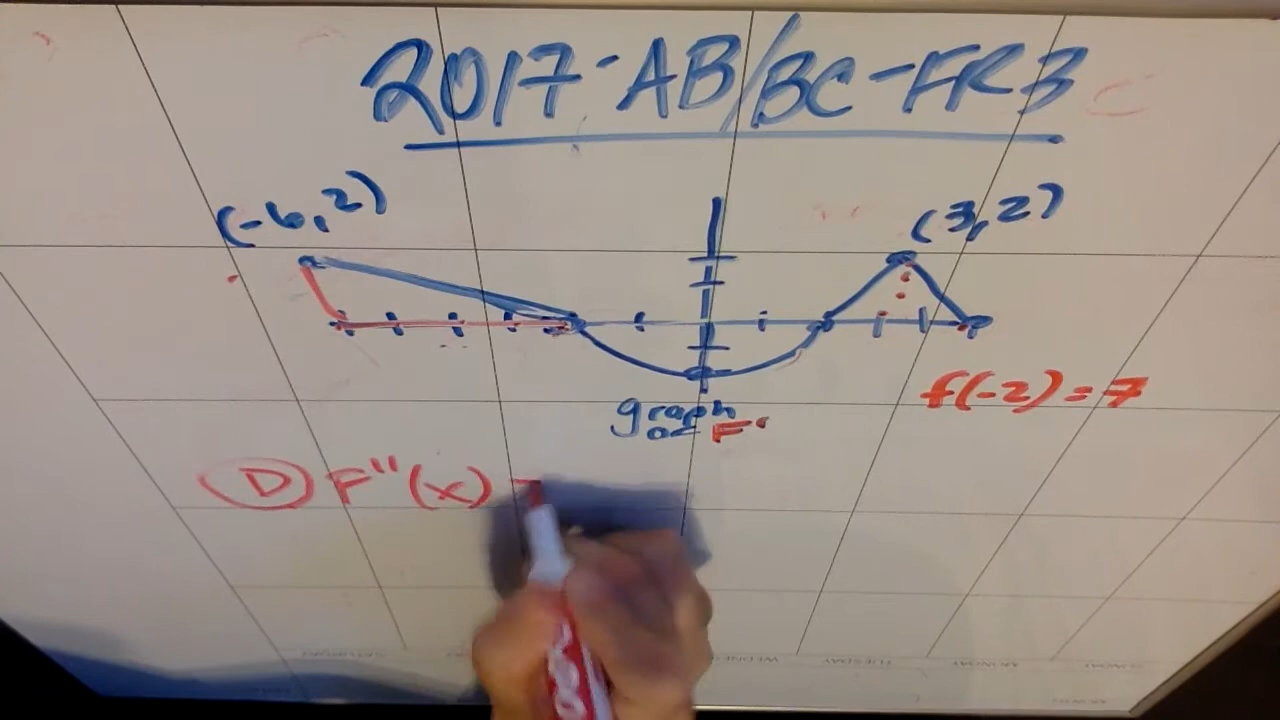 2017-AB/BC-FR3
(-6,2)
(3,2)
f(-2)=7
graph
of F'
D F"(x) =